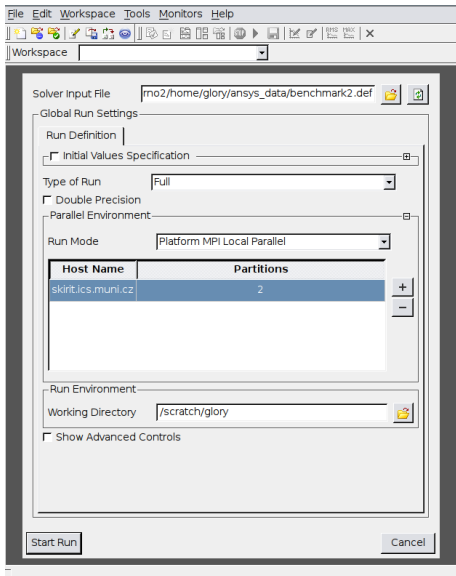 File Edit Workspace Tools Monitors Help
RMS MAX
Workspace
Solver Input File rno2/home/glory/ansys_data/benchmark2.def
Global Run Settings
Run Definition
Initial Values Specification
Type of Run Full
Double Precision
Parallel Environment
Run Mode Platform MPI Local Parallel
Host Name Partitions
skirit.ics.muni.cz 2
Run Environment
Working Directory /scratch/glory
Show Advanced Controls
Start Run Cancel